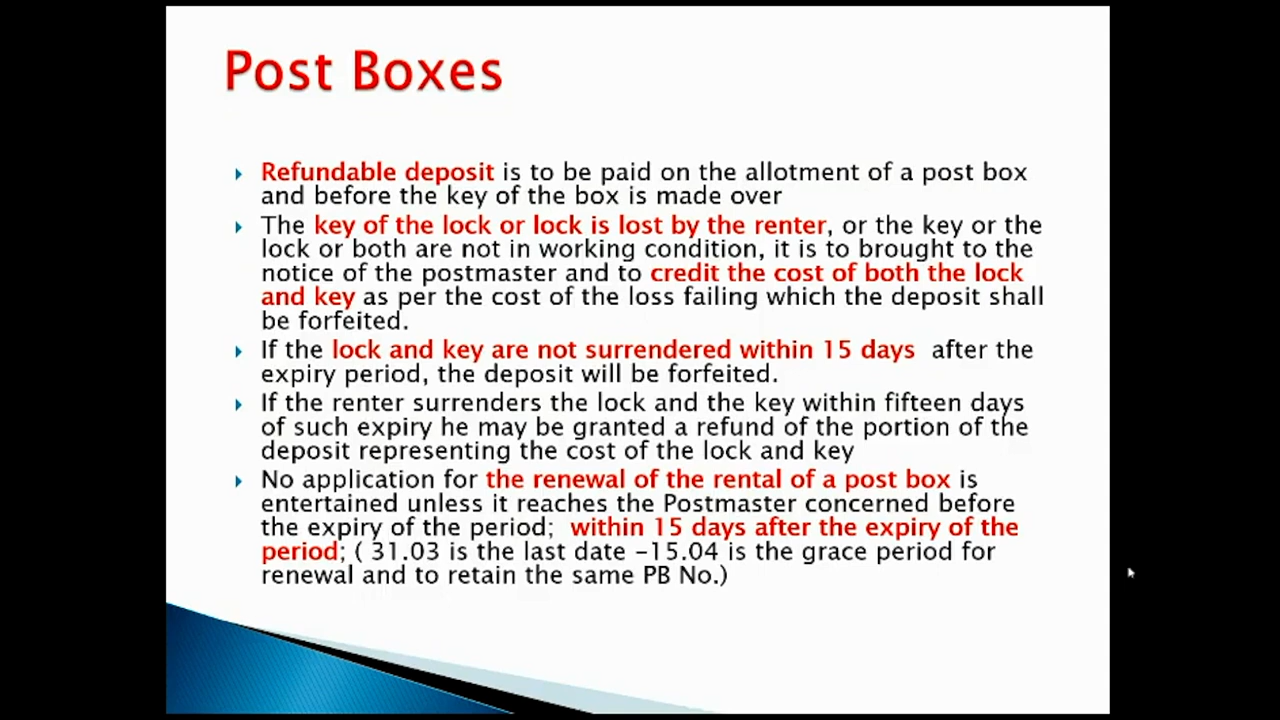 Post Boxes
Refundable deposit is to be paid on the allotment of a post box
and before the key of the box is made over
The key of the lock or lock is lost by the renter, or the key or the
lock or both are not in working condition, it is to brought to the
notice of the postmaster and to credit the cost of both the lock
and key as per the cost of the loss failing which the deposit shall
be forfeited.
If the lock and key are not surrendered within 15 days after the
expiry period, the deposit will be forfeited.
If the renter surrenders the lock and the key within fifteen days
of such expiry he may be granted a refund of the portion of the
deposit representing the cost of the lock and key
No application for the renewal of the rental of a post box is
entertained unless it reaches the Postmaster concerned before
the expiry of the period; within 15 days after the expiry of the
period; ( 31.03 is the last date -15.04 is the grace period for
renewal and to retain the same PB No.)